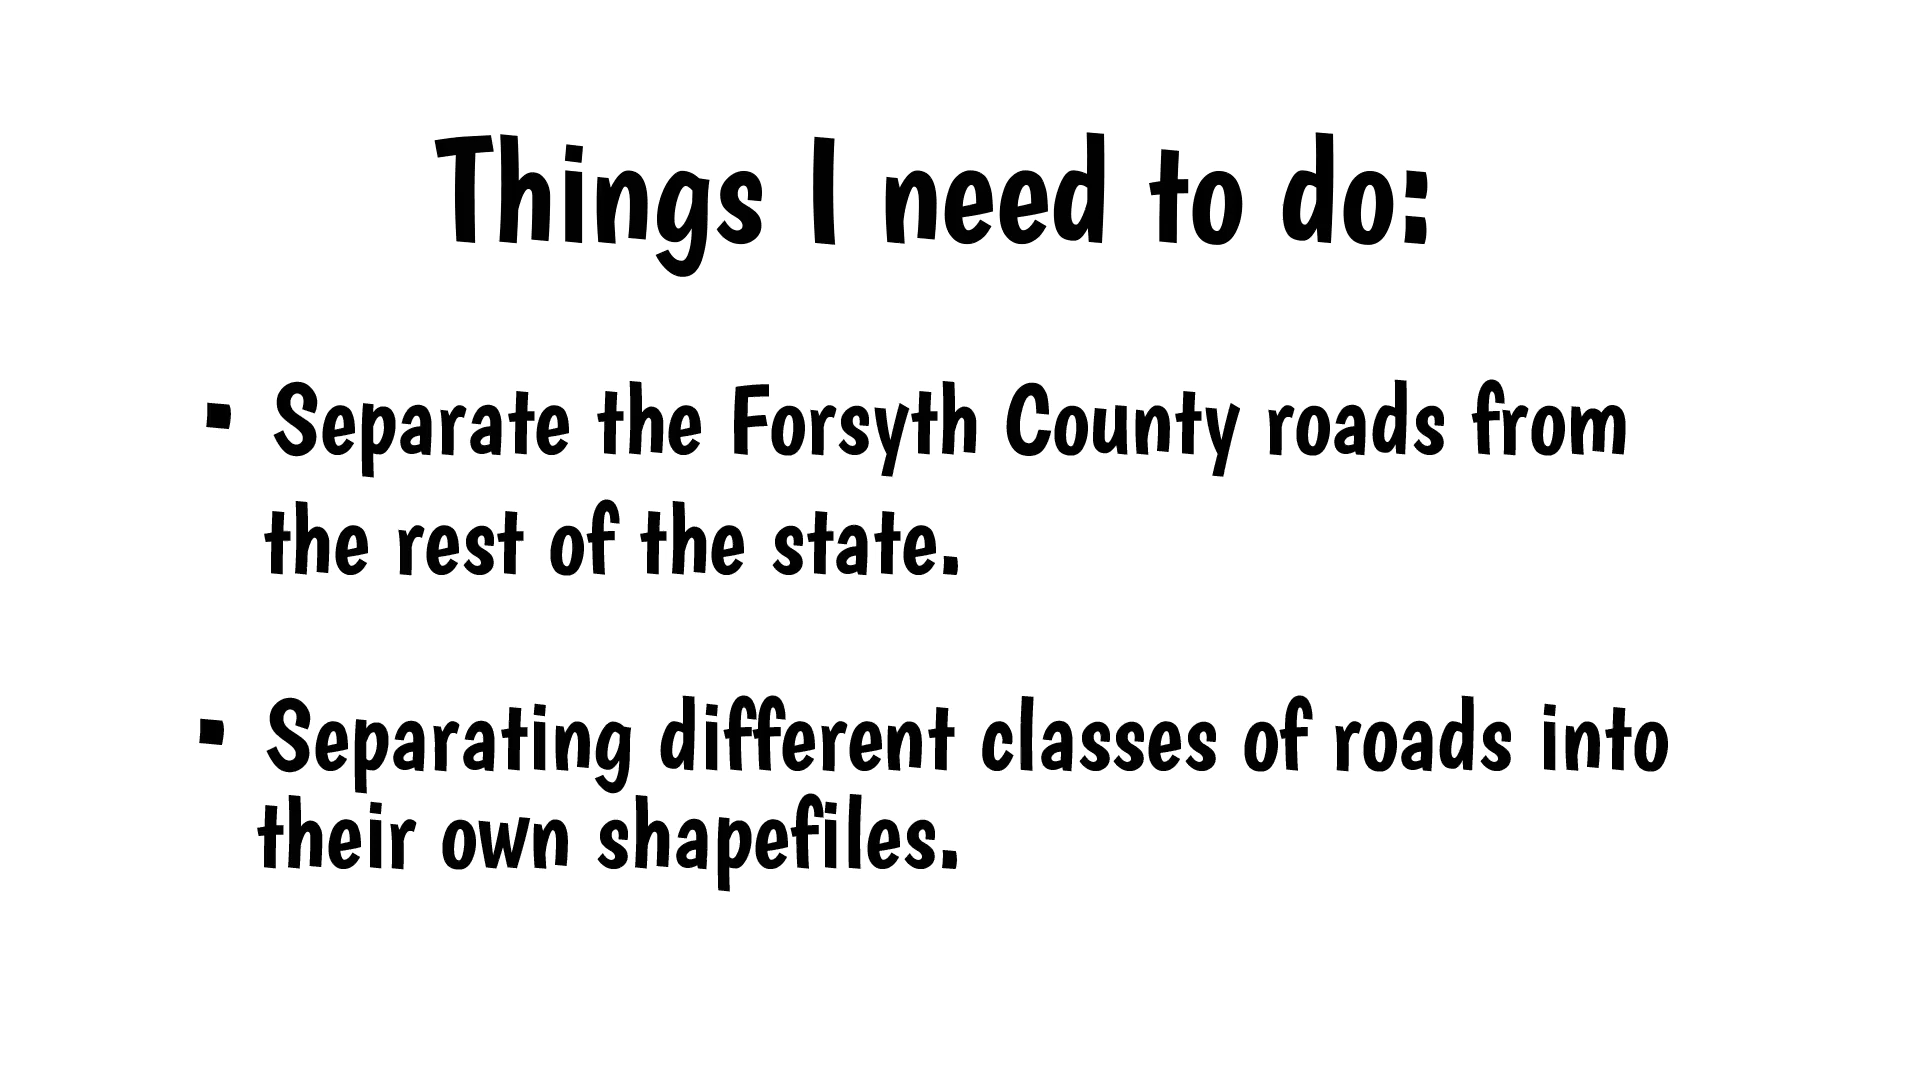 Things I need to do:
▪ Separate the Forsyth County roads from
the rest of the state.
▪ Separating different classes of roads into
their own shapefiles.